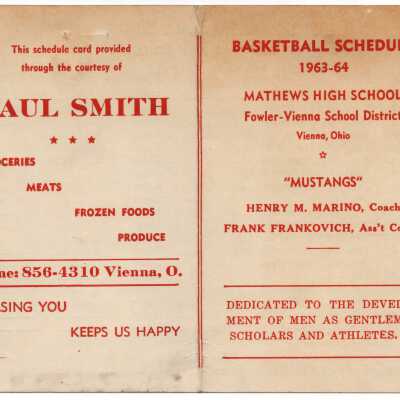 This schedule card provided
through the courtesy of
AUL SMITH
★ ★ ★
CERIES
MEATS
FROZEN FOODS
PRODUCE
ne: 856-4310 Vienna, O.
SING YOU
KEEPS US HAPPY
BASKETBALL SCHEDU
1963-64
MATHEWS HIGH SCHOOL
Fowler-Vienna School District
Vienna, Ohio
☆
"MUSTANGS"
HENRY M. MARINO, Coach
FRANK FRANKOVICH, Ass't Co
DEDICATED TO THE DEVEL
MENT OF MEN AS GENTLEM
SCHOLARS AND ATHLETES.